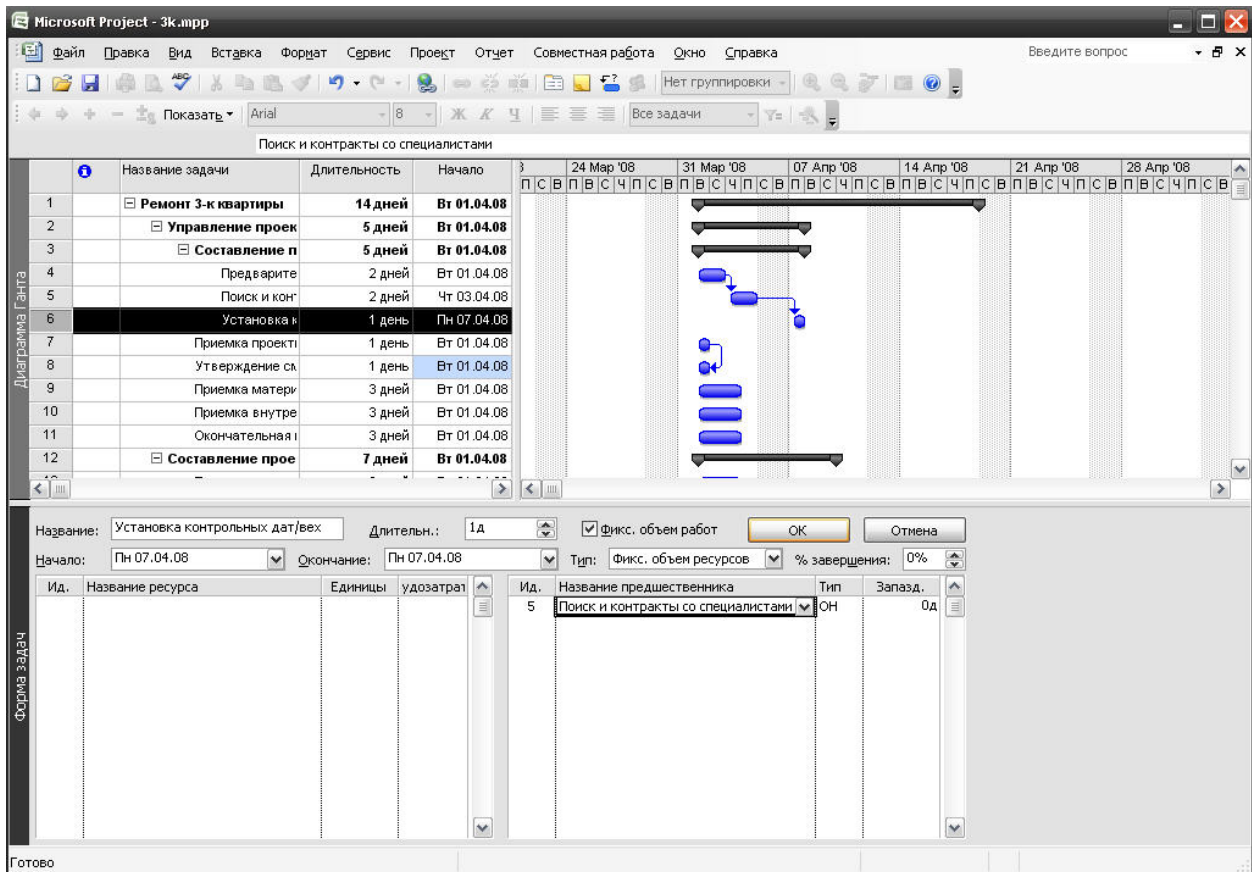 Microsoft Project - 3k.mpp
Файл Правка Вид Вставка Формат Сервис Проект Отчет Совместная работа Окно Справка Введите вопрос
ABC Нет группировки
Показать Arial 8 Ж К Ч Все задачи
Поиск и контракты со специалистами
Название задачи Длительность Начало 3 24 Мар '08 31 Мар '08 07 Апр '08 14 Апр '08 21 Апр '08 28 Апр '08
П С В П В С Ч П С В П В С Ч П С В П В С Ч П С В П В С Ч П С В П В С Ч П С В П В С Ч П С В
1 Ремонт 3-к квартиры 14 дней Вт 01.04.08
2 Управление проек 5 дней Вт 01.04.08
3 Составление п 5 дней Вт 01.04.08
4 Предварите 2 дней Вт 01.04.08
5 Поиск и кон 2 дней Чт 03.04.08
6 Установка к 1 день Пн 07.04.08
7 Приемка проект 1 день Вт 01.04.08
8 Утверждение см 1 день Вт 01.04.08
9 Приемка матери 3 дней Вт 01.04.08
10 Приемка внутре 3 дней Вт 01.04.08
11 Окончательная 3 дней Вт 01.04.08
12 Составление прое 7 дней Вт 01.04.08
Диаграмма Ганта
Название: Установка контрольных дат/вех Длительн.: 1д Фикс. объем работ ОК Отмена
Начало: Пн 07.04.08 Окончание: Пн 07.04.08 Тип: Фикс. объем ресурсов % завершения: 0%
Ид. Название ресурса Единицы удозатрат Ид. Название предшественника Тип Запазд.
5 Поиск и контракты со специалистами ОН 0д
Форма задач
Готово